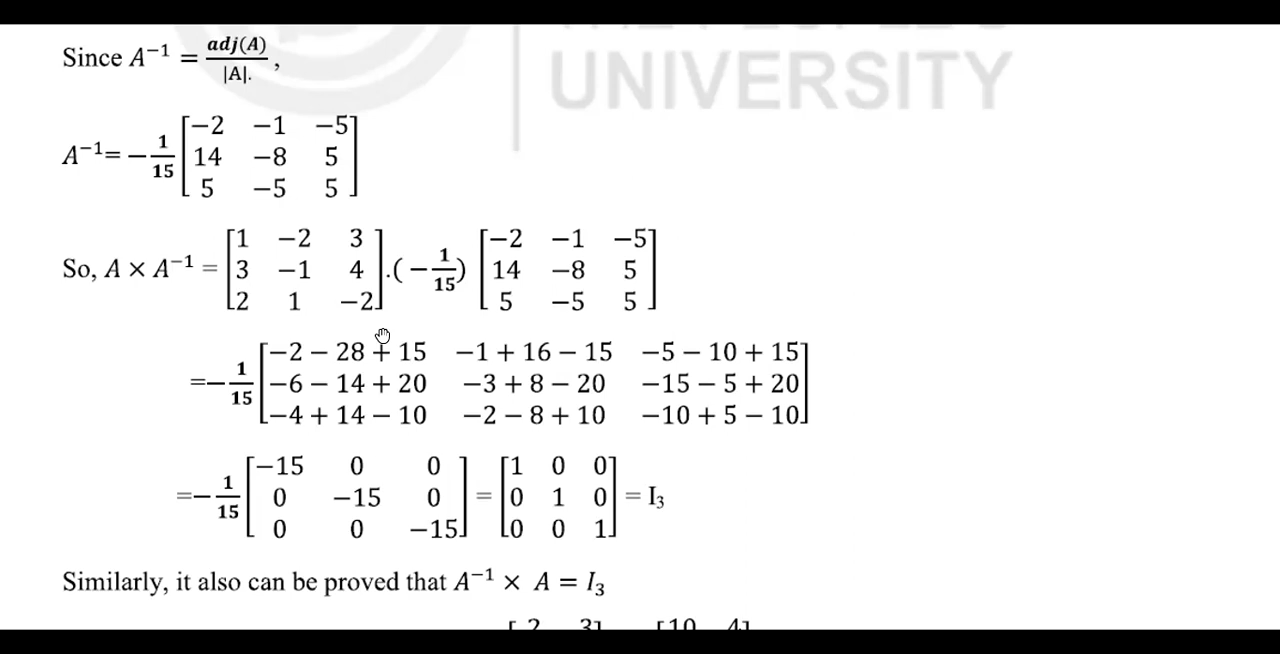 UNIVERSITY
Since A⁻¹ = adj(A)/|A|. ,
A⁻¹= −1/15 [−2 −1 −5; 14 −8 5; 5 −5 5]
So, A × A⁻¹ = [1 −2 3; 3 −1 4; 2 1 −2] .(−1/15) [−2 −1 −5; 14 −8 5; 5 −5 5]
=−1/15 [−2 − 28 + 15 −1 + 16 − 15 −5 − 10 + 15; −6 − 14 + 20 −3 + 8 − 20 −15 − 5 + 20; −4 + 14 − 10 −2 − 8 + 10 −10 + 5 − 10]
=−1/15 [−15 0 0; 0 −15 0; 0 0 −15] = [1 0 0; 0 1 0; 0 0 1] = I₃
Similarly, it also can be proved that A⁻¹ × A = I₃